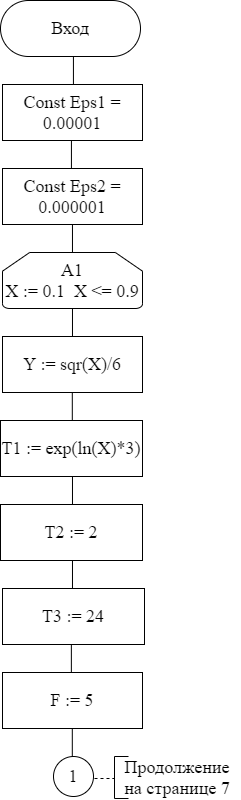 Вход
Const Eps1 =
0.00001
Const Eps2 =
0.000001
A1
X := 0.1 X <= 0.9
Y := sqr(X)/6
T1 := exp(ln(X)*3)
T2 := 2
T3 := 24
F := 5
1
Продолжение
на странице 7